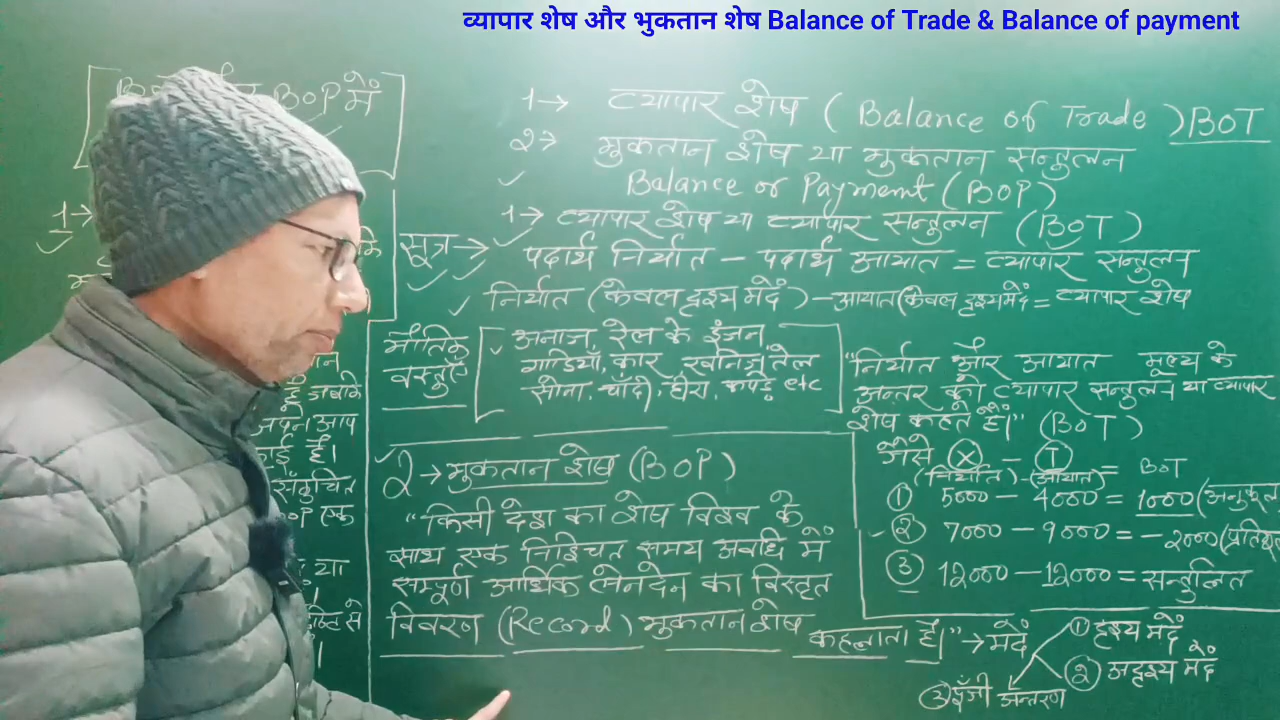 व्यापार शेष और भुकतान शेष Balance of Trade & Balance of payment
BOP में
1→
1→ व्यापार शेष ( Balance of Trade ) BOT
2→ भुकतान शेष या भुकतान सन्तुलन
Balance of Payment (BOP)
1→ व्यापार शेष या व्यापार सन्तुलन (BOT)
सूत्र→ पदार्थ निर्यात – पदार्थ आयात = व्यापार सन्तुलन
निर्यात (केवल दृश्य मदें) – आयात (केवल दृश्य मदें = व्यापार शेष
भौतिक वस्तुएँ
अनाज, रेल के इंजन,
गाडियाँ, कार, खनिज तेल
सोना, चाँदी, हीरा, कपड़े etc
"निर्यात और आयात मूल्य के
अन्तर को व्यापार सन्तुलन या व्यापार
शेष कहते हैं।" (BOT)
जैसे (X) – (I) = BOT
(निर्यात) – (आयात)
① 5000 – 4000 = 1000 (
② 7000 – 9000 = – 2000 (
③ 12000 – 12000 = सन्तुलित
2→ भुकतान शेष (BOP)
"किसी देश का शेष विश्व के
साथ एक निश्चित समय अवधि में
सम्पूर्ण आर्थिक लेनदेन का विस्तृत
विवरण (Record) भुकतान शेष कहलाता है।" → मदें
① दृश्य मदें
② अदृश्य मदें
③ पूँजी अन्तरण
आप
संकुचित
या